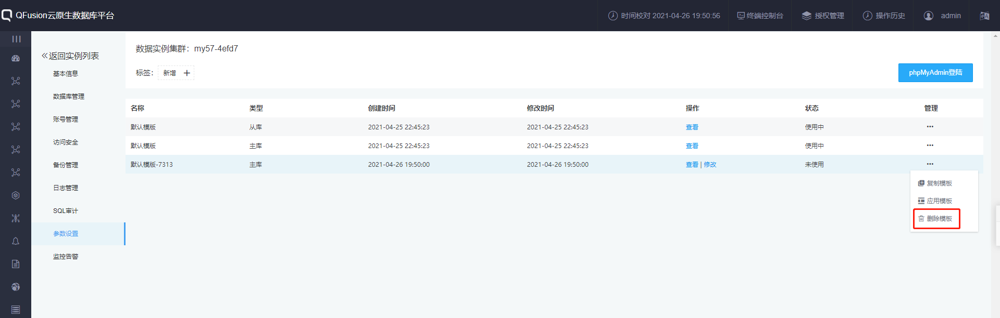 QFusion云原生数据库平台
时间校对 2021-04-26 19:50:56
终端控制台
授权管理
操作历史
admin
返回实例列表
基本信息
数据库管理
账号管理
访问安全
备份管理
日志管理
SQL审计
参数设置
监控告警
数据实例集群：my57-4efd7
标签： 新增 +
phpMyAdmin登陆
名称 类型 创建时间 修改时间 操作 状态 管理
默认模版 从库 2021-04-25 22:45:23 2021-04-25 22:45:23 查看 使用中 •••
默认模版 主库 2021-04-25 22:45:23 2021-04-25 22:45:23 查看 使用中 •••
默认模版-7313 主库 2021-04-26 19:50:00 2021-04-26 19:50:00 查看 | 修改 未使用 •••
复制模板
应用模板
删除模板